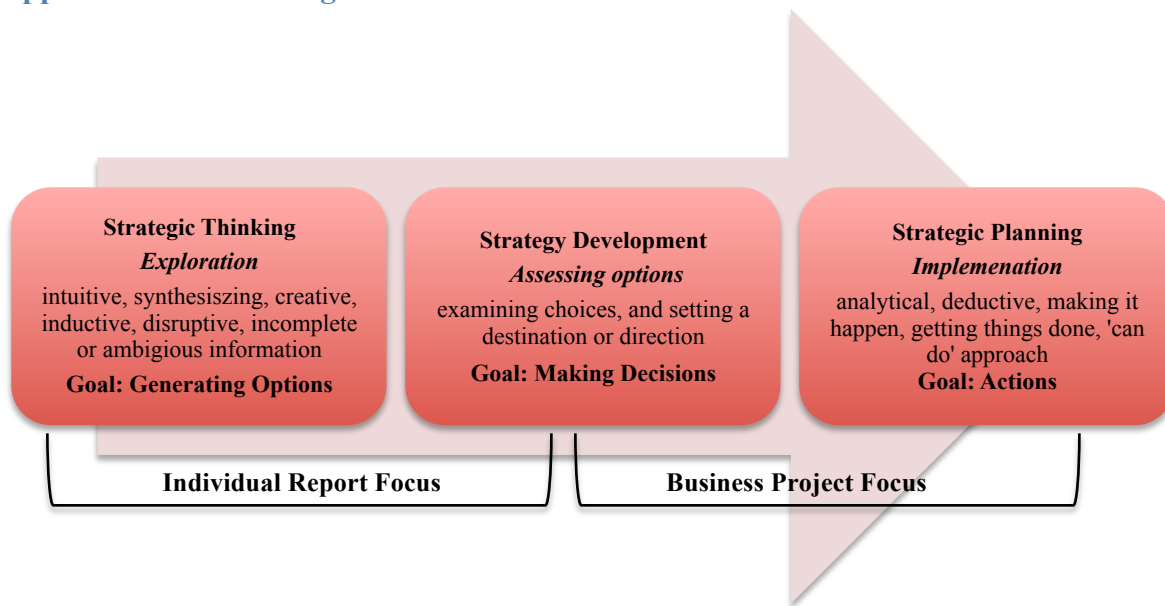 Strategic Thinking
Exploration
intuitive, synthesiszing, creative,
inductive, disruptive, incomplete
or ambigious information
Goal: Generating Options
Strategy Development
Assessing options
examining choices, and setting a
destination or direction
Goal: Making Decisions
Strategic Planning
Implemenation
analytical, deductive, making it
happen, getting things done, 'can
do' approach
Goal: Actions
Individual Report Focus
Business Project Focus